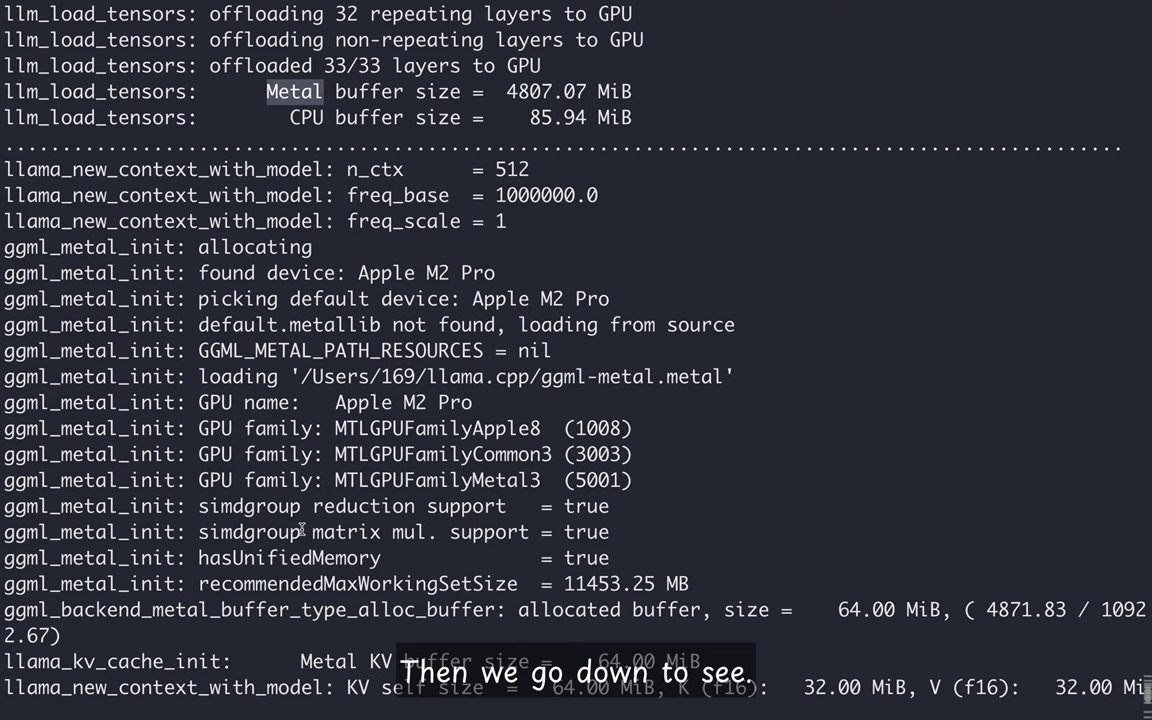 llm_load_tensors: offloading 32 repeating layers to GPU
llm_load_tensors: offloading non-repeating layers to GPU
llm_load_tensors: offloaded 33/33 layers to GPU
llm_load_tensors:      Metal buffer size =  4807.07 MiB
llm_load_tensors:        CPU buffer size =    85.94 MiB
..................................................................................................
llama_new_context_with_model: n_ctx      = 512
llama_new_context_with_model: freq_base  = 1000000.0
llama_new_context_with_model: freq_scale = 1
ggml_metal_init: allocating
ggml_metal_init: found device: Apple M2 Pro
ggml_metal_init: picking default device: Apple M2 Pro
ggml_metal_init: default.metallib not found, loading from source
ggml_metal_init: GGML_METAL_PATH_RESOURCES = nil
ggml_metal_init: loading '/Users/169/llama.cpp/ggml-metal.metal'
ggml_metal_init: GPU name:   Apple M2 Pro
ggml_metal_init: GPU family: MTLGPUFamilyApple8  (1008)
ggml_metal_init: GPU family: MTLGPUFamilyCommon3 (3003)
ggml_metal_init: GPU family: MTLGPUFamilyMetal3  (5001)
ggml_metal_init: simdgroup reduction support   = true
ggml_metal_init: simdgroup matrix mul. support = true
ggml_metal_init: hasUnifiedMemory              = true
ggml_metal_init: recommendedMaxWorkingSetSize  = 11453.25 MB
ggml_backend_metal_buffer_type_alloc_buffer: allocated buffer, size =    64.00 MiB, ( 4871.83 / 1092
2.67)
llama_kv_cache_init:      Metal KV buffer size =    64.00 MiB
Then we go down to see.
llama_new_context_with_model: KV self size  =   64.00 MiB, K (f16):   32.00 MiB, V (f16):   32.00 Mi